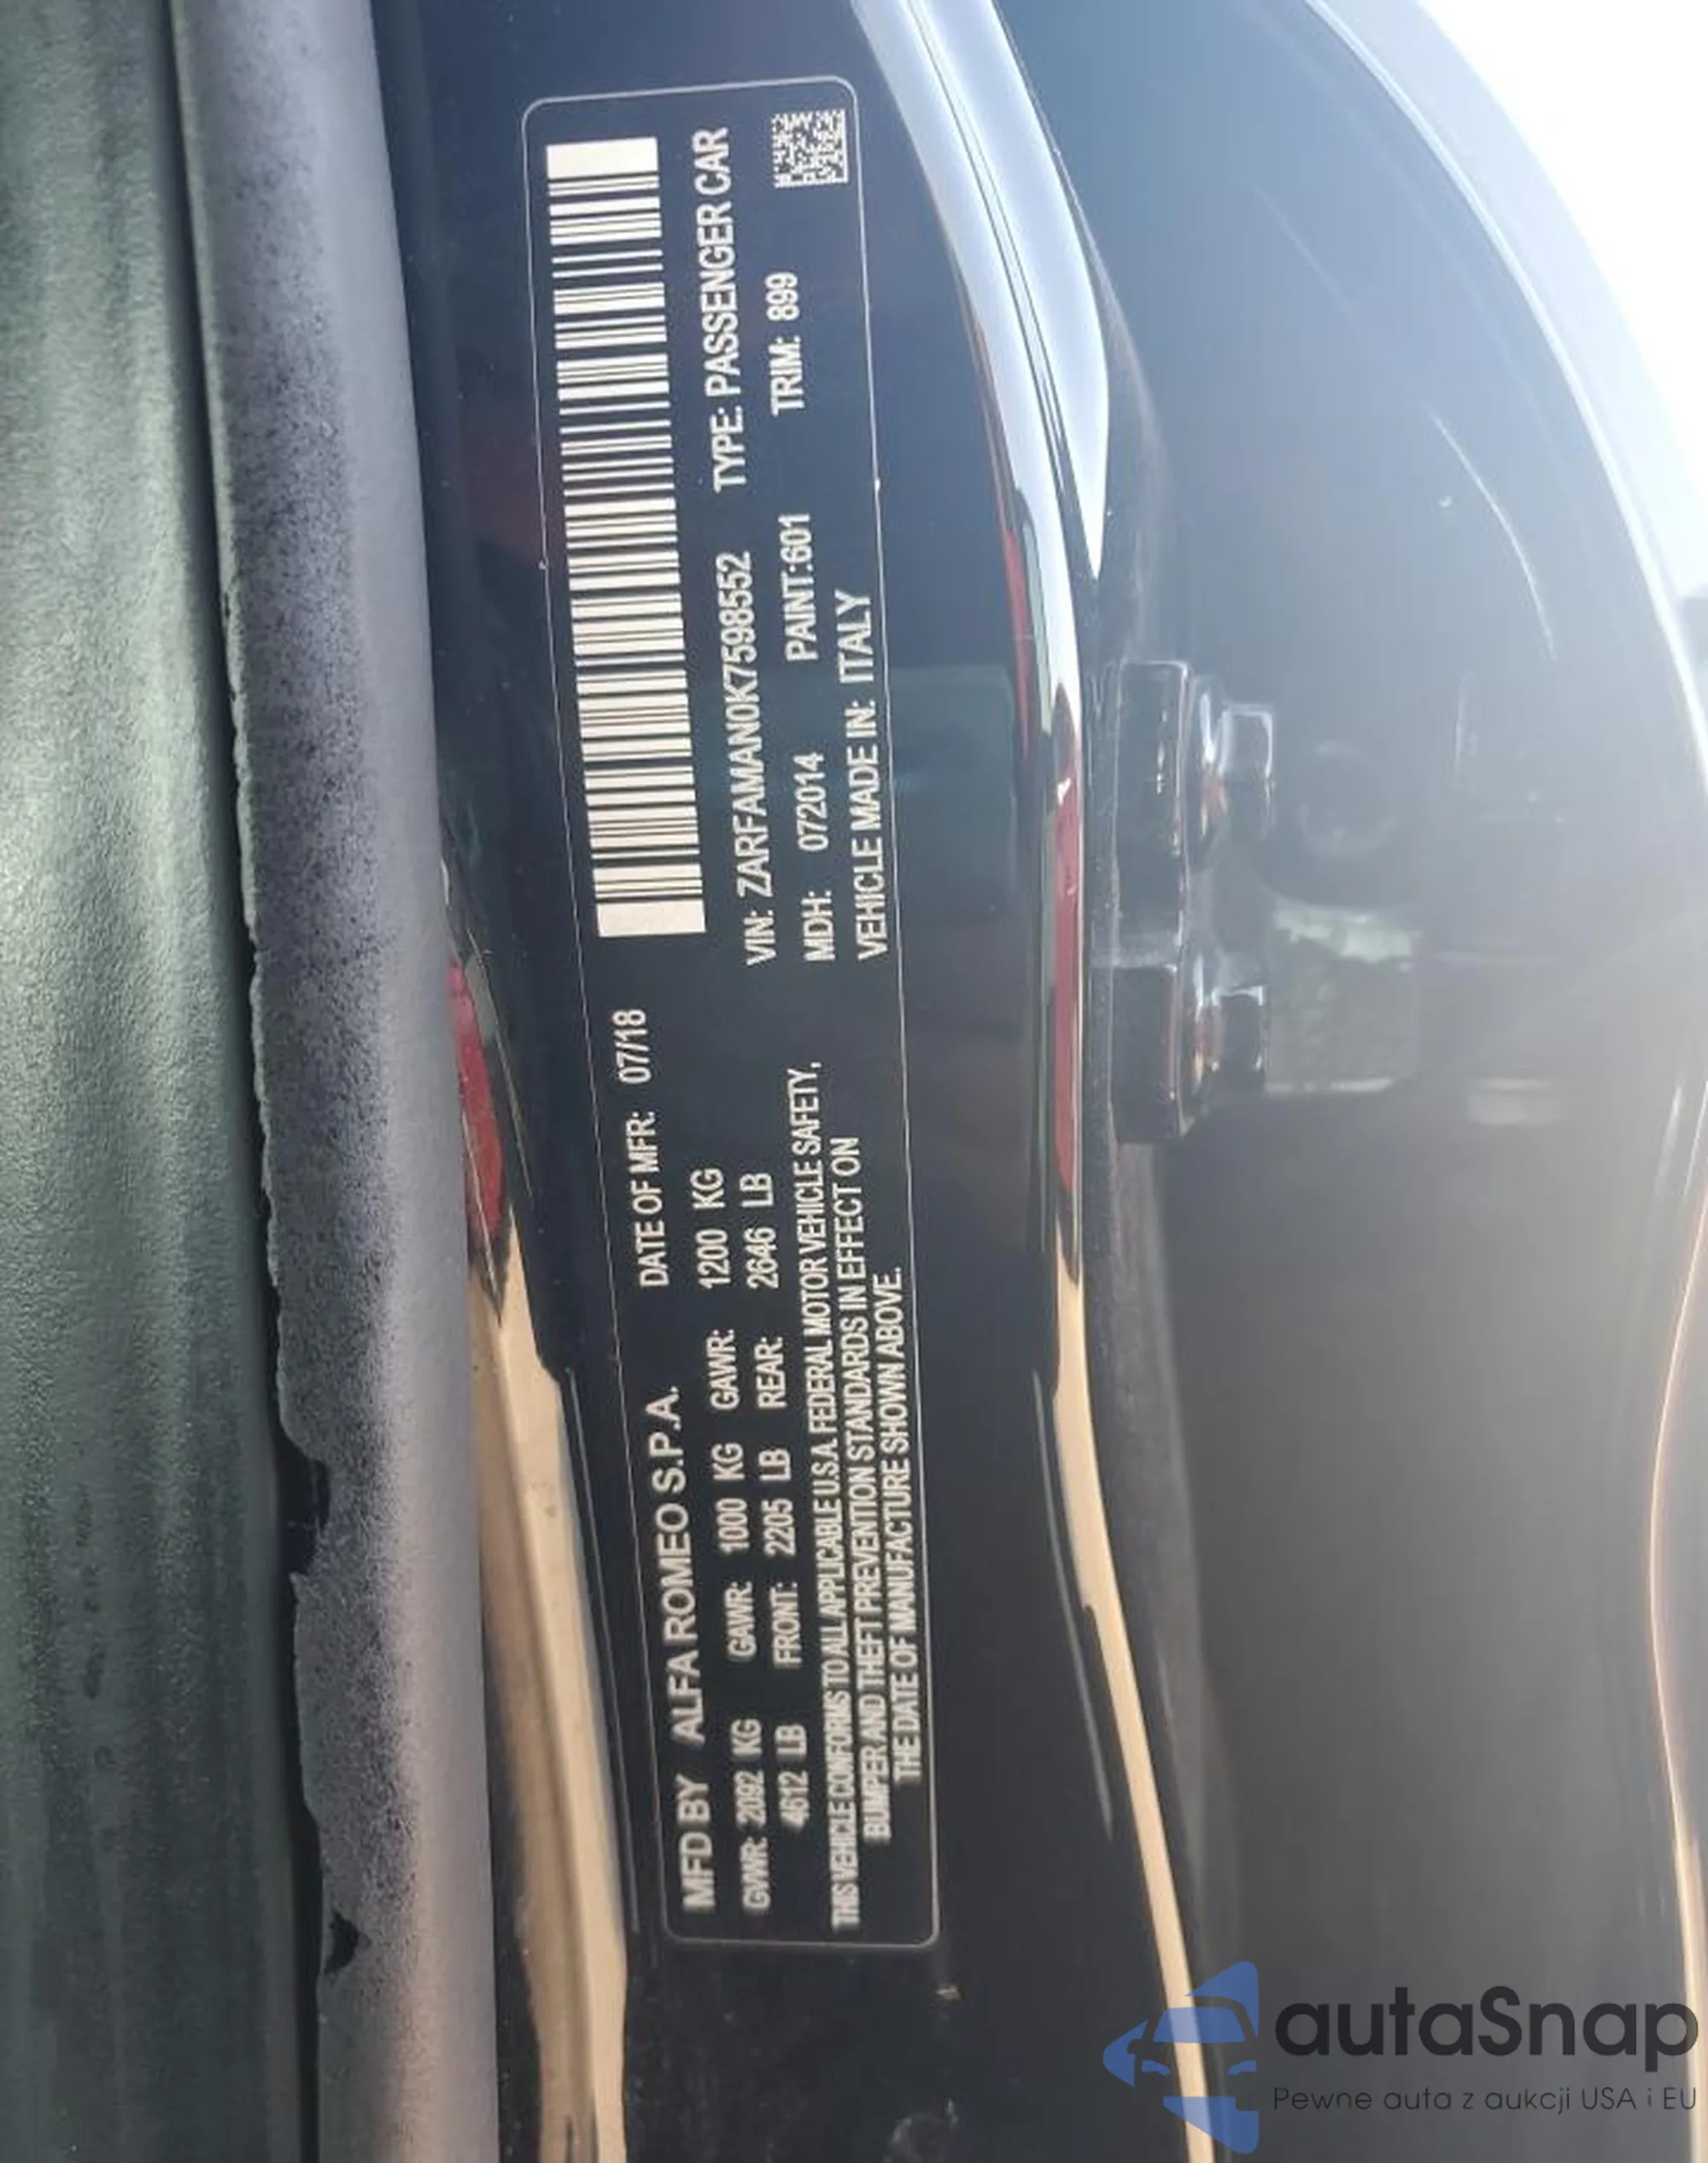 MFD BY ALFA ROMEO S.P.A. DATE OF MFR: 07/18
GVWR: 2092 KG GAWR: 1000 KG GAWR: 1200 KG
4612 LB FRONT: 2205 LB REAR: 2646 LB
THIS VEHICLE CONFORMS TO ALL APPLICABLE U.S.A. FEDERAL MOTOR VEHICLE SAFETY,
BUMPER AND THEFT PREVENTION STANDARDS IN EFFECT ON
THE DATE OF MANUFACTURE SHOWN ABOVE.
VIN: ZARFAMAN0K7598552 TYPE: PASSENGER CAR
MDH: 072014 PAINT:601 TRIM: 899
VEHICLE MADE IN: ITALY
autaSnap
Pewne auta z aukcji USA i EU